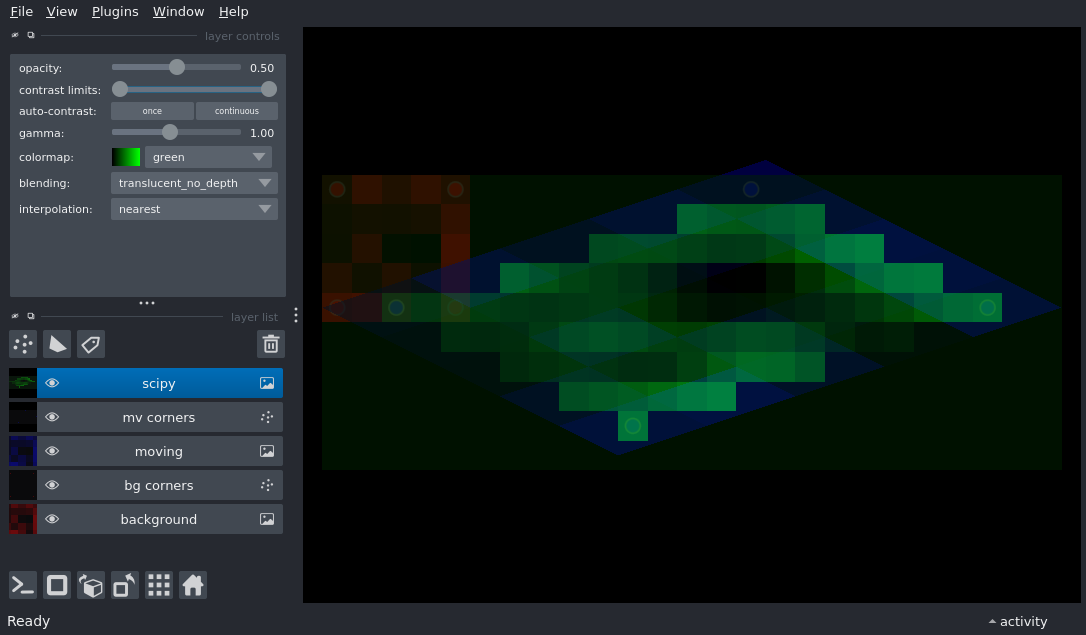 File View Plugins Window Help
layer controls
opacity: 0.50
contrast limits:
auto-contrast: once continuous
gamma: 1.00
colormap: green
blending: translucent_no_depth
interpolation: nearest
layer list
scipy
mv corners
moving
bg corners
background
Ready activity